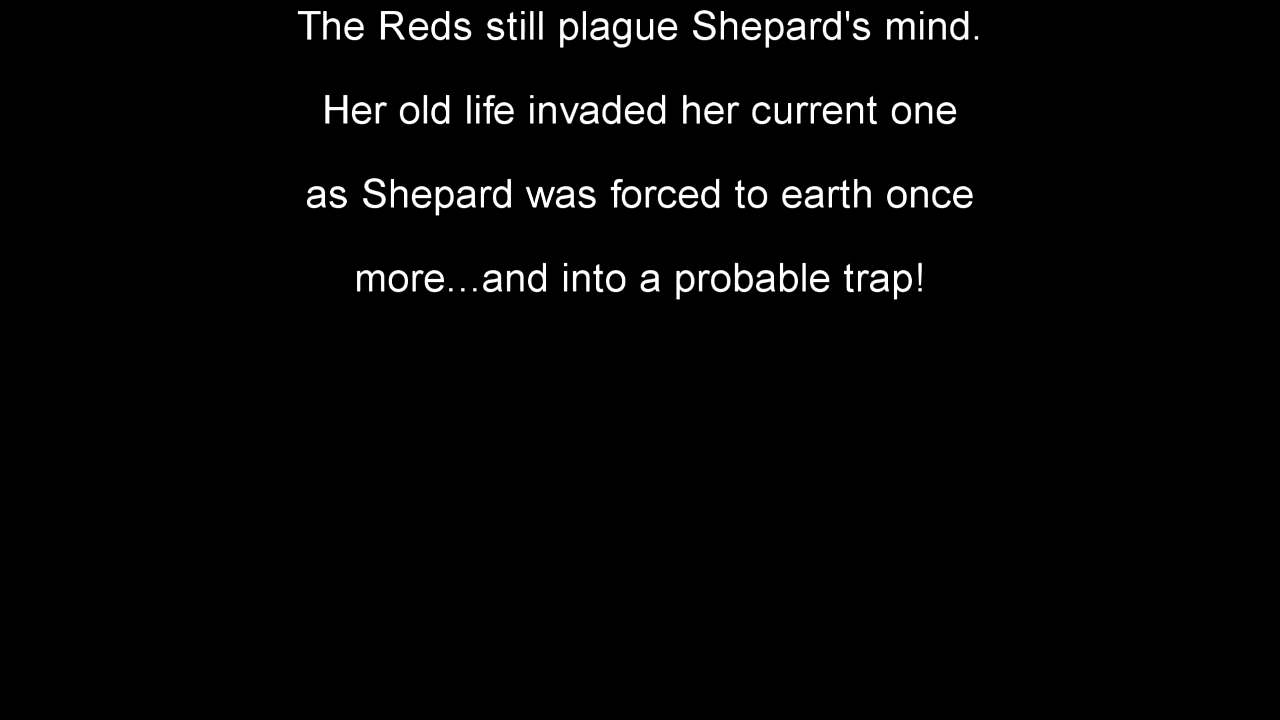 The Reds still plague Shepard's mind.
Her old life invaded her current one
as Shepard was forced to earth once
more...and into a probable trap!